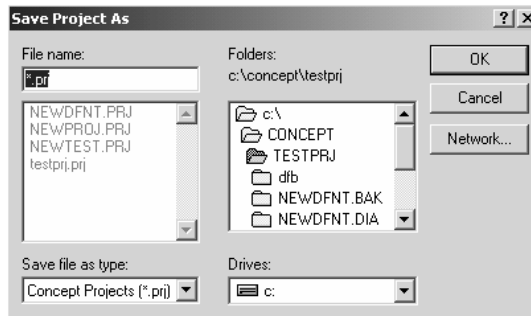 Save Project As
File name:
*.prj
NEWDFNT.PRJ
NEWPROJ.PRJ
NEWTEST.PRJ
testprj.prj
Save file as type:
Concept Projects (*.prj)
Folders:
c:\concept\testprj
c:\
CONCEPT
TESTPRJ
dfb
NEWDFNT.BAK
NEWDFNT.DIA
Drives:
c:
OK
Cancel
Network...